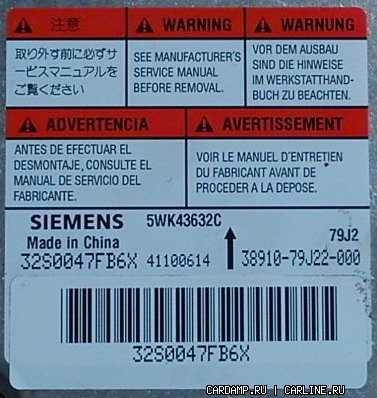 ⚠ 注意
取り外す前に必ずサ
ービスマニュアルを
ご覧ください
⚠ WARNING
SEE MANUFACTURER'S
SERVICE MANUAL
BEFORE REMOVAL.
⚠ WARNUNG
VOR DEM AUSBAU
SIND DIE HINWEISE
IM WERKSTATTHAND-
BUCH ZU BEACHTEN.
⚠ ADVERTENCIA
ANTES DE EFECTUAR EL
DESMONTAJE, CONSULTE EL
MANUAL DE SERVICIO DEL
FABRICANTE.
⚠ AVERTISSEMENT
VOIR LE MANUEL D'ENTRETIEN
DU FABRICANT AVANT DE
PROCEDER A LA DEPOSE.
SIEMENS 5WK43632C
79J2
Made in China
32S0047FB6X 41100614 38910-79J22-000
32S0047FB6X
CARDAMP.RU | CARLINE.RU